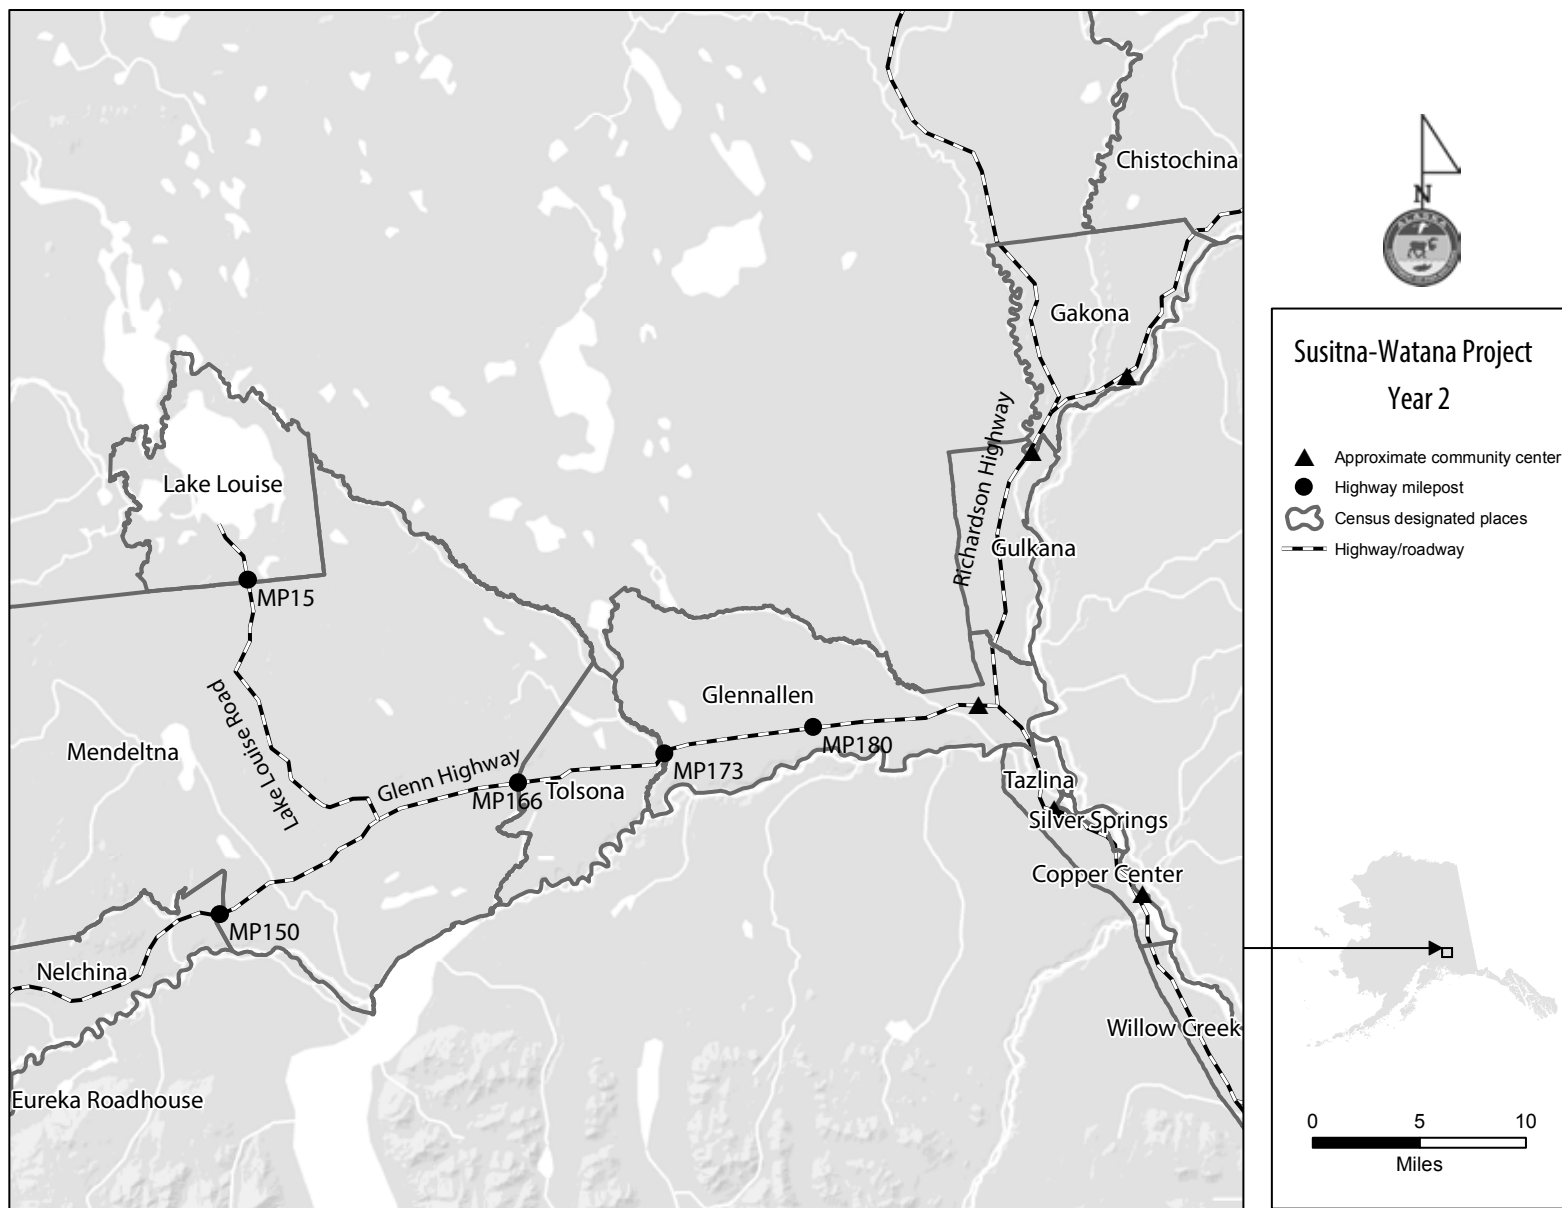 Chistochina
Gakona
Richardson Highway
Lake Louise
Gulkana
MP15
Glennallen
Lake Louise Road
Mendeltna
Glenn Highway
MP180
MP173
MP166
Tolsona
Tazlina
Silver Springs
Copper Center
MP150
Nelchina
Willow Creek
Eureka Roadhouse
N
Susitna-Watana Project
Year 2
Approximate community center
Highway milepost
Census designated places
Highway/roadway
0 5 10
Miles